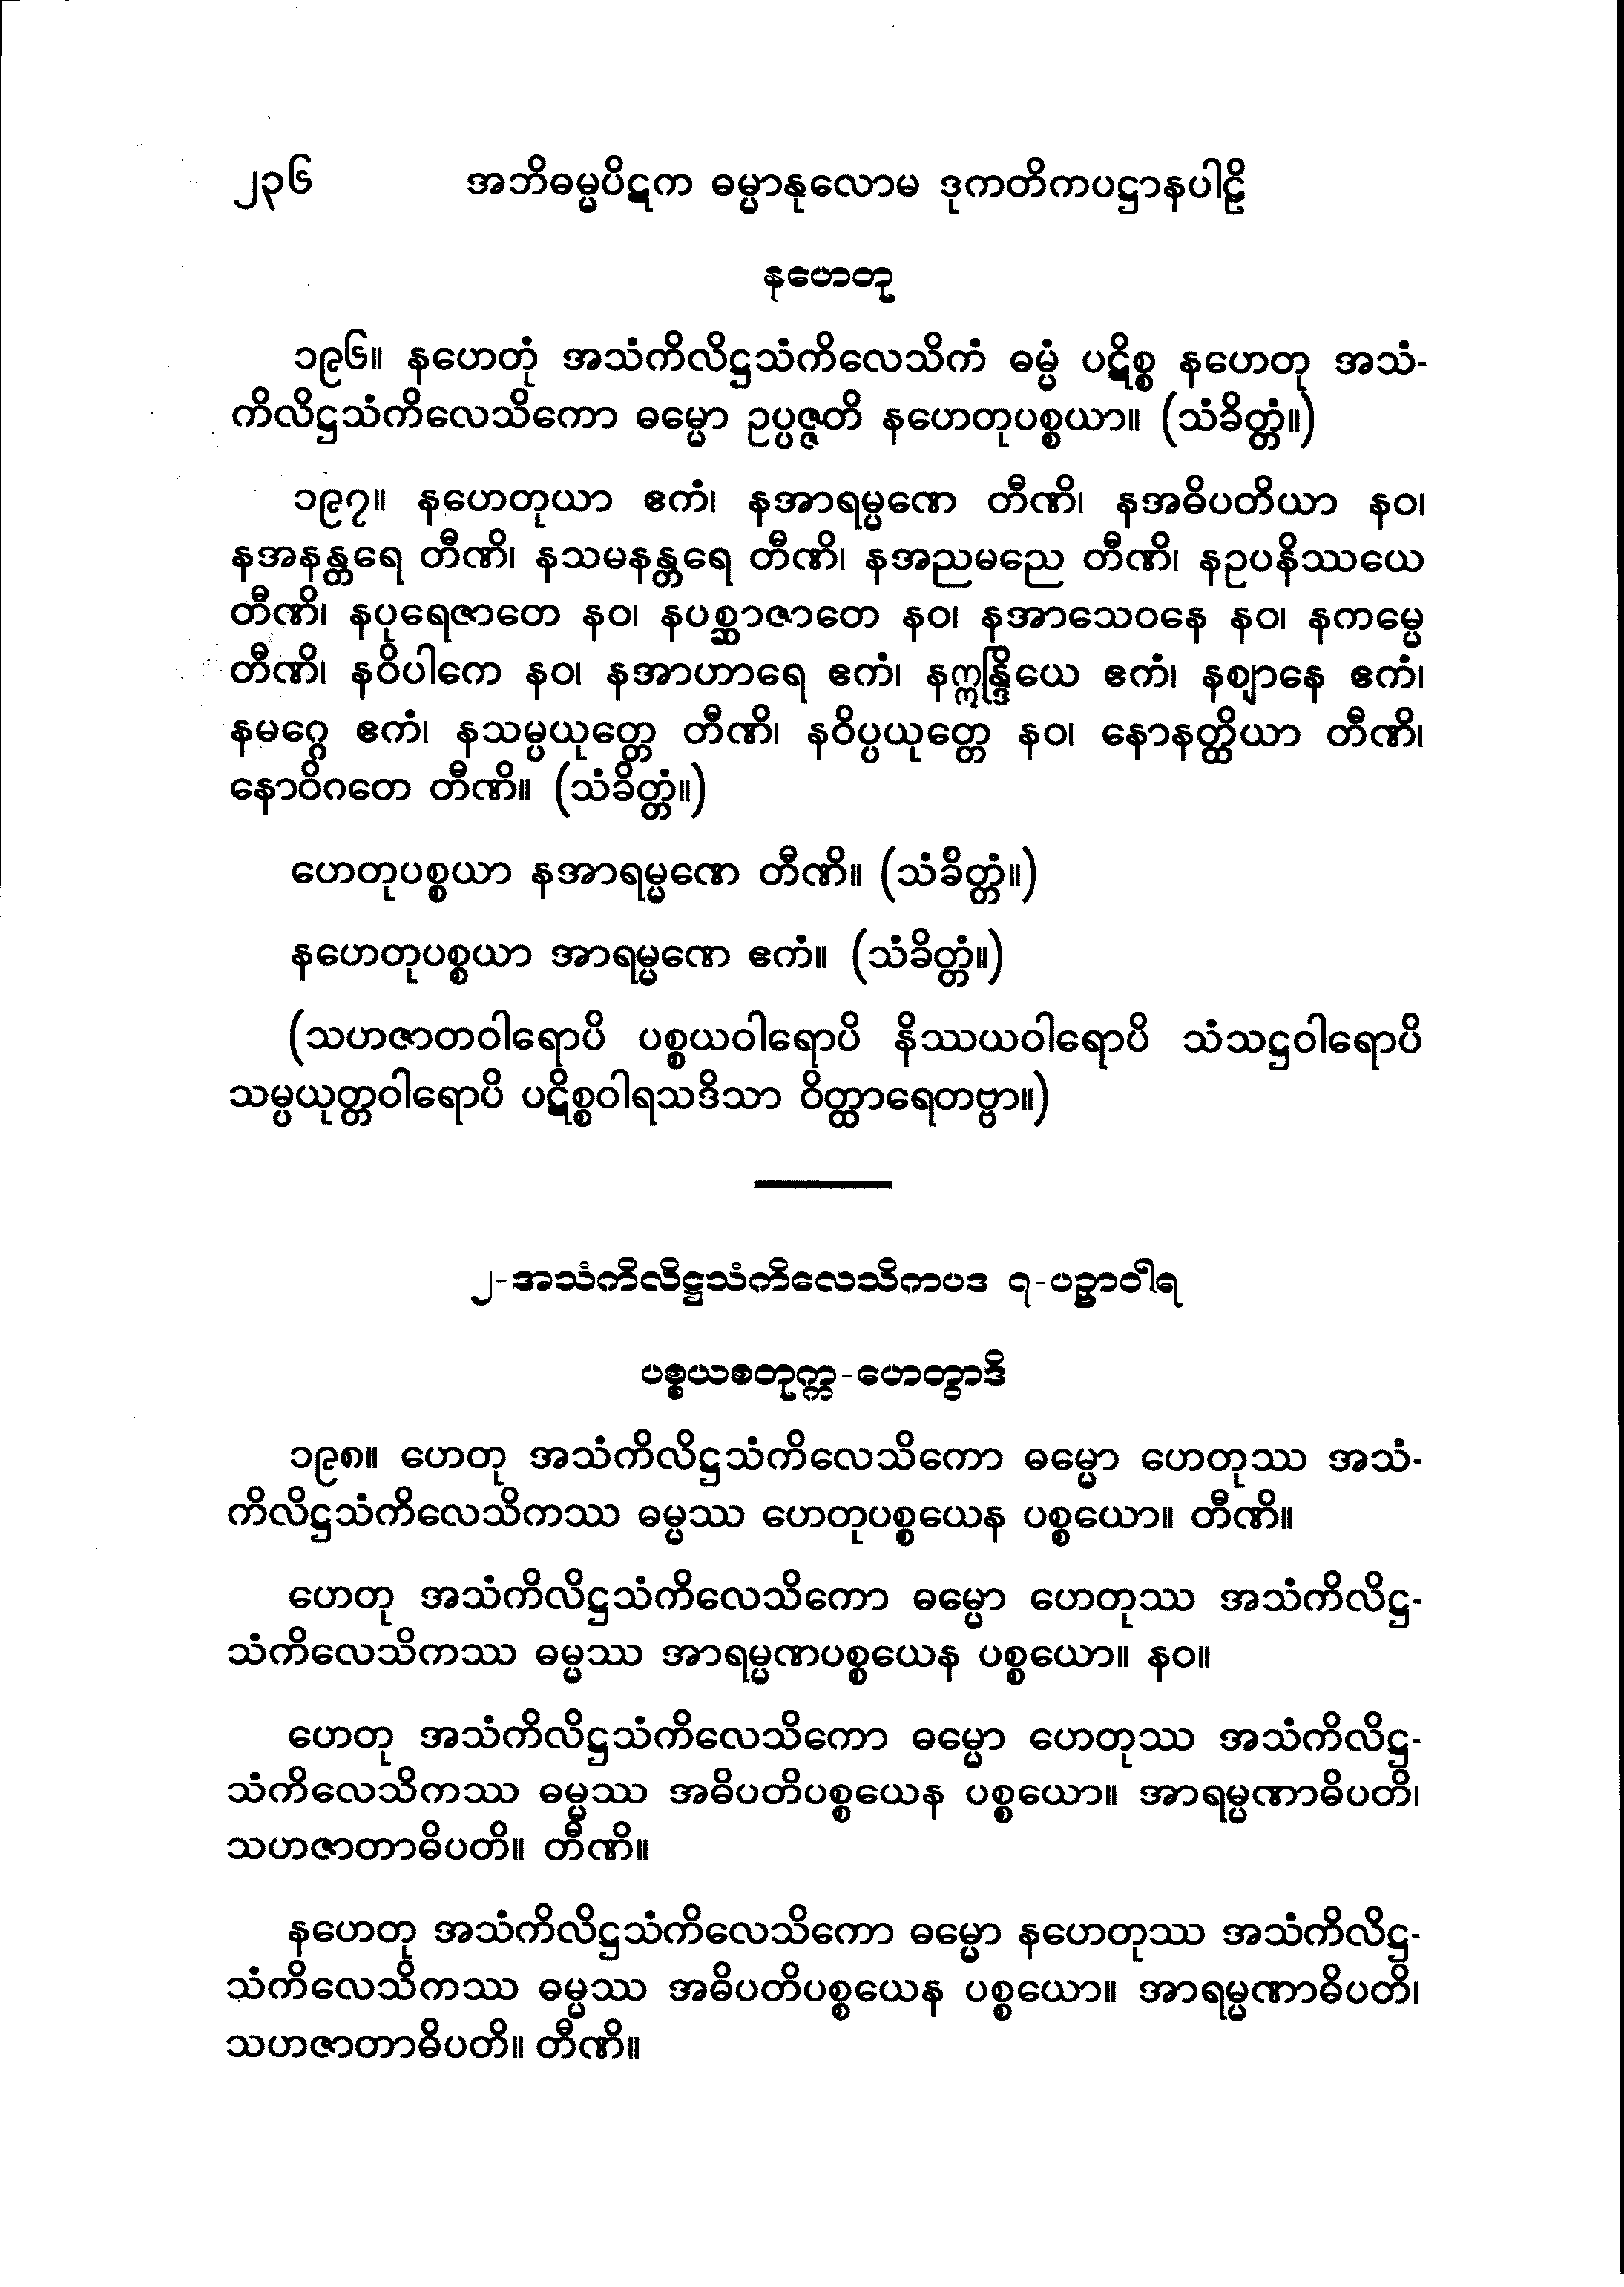 ၂၃၆ အဘိဓမ္မပိဋက ဓမ္မာနုလောမ ဒုကတိကပဋ္ဌာနပါဠိ
နဟေတု
၁၉၆။ နဟေတုံ အသံကိလိဋ္ဌသံကိလေသိကံ ဓမ္မံ ပဋိစ္စ နဟေတု အသံ-
ကိလိဋ္ဌသံကိလေသိကော ဓမ္မော ဥပ္ပဇ္ဇတိ နဟေတုပစ္စယာ။ (သံခိတ္တံ။)
၁၉၇။ နဟေတုယာ ဧကံ၊ နအာရမ္မဏေ တီဏိ၊ နအဓိပတိယာ နဝ၊
နအနန္တရေ တီဏိ၊ နသမနန္တရေ တီဏိ၊ နအညမညေ တီဏိ၊ နဥပနိဿယေ
တီဏိ၊ နပုရေဇာတေ နဝ၊ နပစ္ဆာဇာတေ နဝ၊ နအာသေဝနေ နဝ၊ နကမ္မေ
တီဏိ၊ နဝိပါကေ နဝ၊ နအာဟာရေ ဧကံ၊ နဣန္ဒြိယေ ဧကံ၊ နဈာနေ ဧကံ၊
နမဂ္ဂေ ဧကံ၊ နသမ္ပယုတ္တေ တီဏိ၊ နဝိပ္ပယုတ္တေ နဝ၊ နောနတ္ထိယာ တီဏိ၊
နောဝိဂတေ တီဏိ။ (သံခိတ္တံ။)
ဟေတုပစ္စယာ နအာရမ္မဏေ တီဏိ။ (သံခိတ္တံ။)
နဟေတုပစ္စယာ အာရမ္မဏေ ဧကံ။ (သံခိတ္တံ။)
(သဟဇာတဝါရောပိ ပစ္စယဝါရောပိ နိဿယဝါရောပိ သံသဋ္ဌဝါရောပိ
သမ္ပယုတ္တဝါရောပိ ပဋိစ္စဝါရသဒိသာ ဝိတ္ထာရေတဗ္ဗာ။)
၂-အသံကိလိဋ္ဌသံကိလေသိကပဒ ၇-ပဉှာဝါရ
ပစ္စယစတုက္က-ဟေတွာဒိ
၁၉၈။ ဟေတု အသံကိလိဋ္ဌသံကိလေသိကော ဓမ္မော ဟေတုဿ အသံ-
ကိလိဋ္ဌသံကိလေသိကဿ ဓမ္မဿ ဟေတုပစ္စယေန ပစ္စယော။ တီဏိ။
ဟေတု အသံကိလိဋ္ဌသံကိလေသိကော ဓမ္မော ဟေတုဿ အသံကိလိဋ္ဌ-
သံကိလေသိကဿ ဓမ္မဿ အာရမ္မဏပစ္စယေန ပစ္စယော။ နဝ။
ဟေတု အသံကိလိဋ္ဌသံကိလေသိကော ဓမ္မော ဟေတုဿ အသံကိလိဋ္ဌ-
သံကိလေသိကဿ ဓမ္မဿ အဓိပတိပစ္စယေန ပစ္စယော။ အာရမ္မဏာဓိပတိ၊
သဟဇာတာဓိပတိ။ တီဏိ။
နဟေတု အသံကိလိဋ္ဌသံကိလေသိကော ဓမ္မော နဟေတုဿ အသံကိလိဋ္ဌ-
သံကိလေသိကဿ ဓမ္မဿ အဓိပတိပစ္စယေန ပစ္စယော။ အာရမ္မဏာဓိပတိ၊
သဟဇာတာဓိပတိ။ တီဏိ။